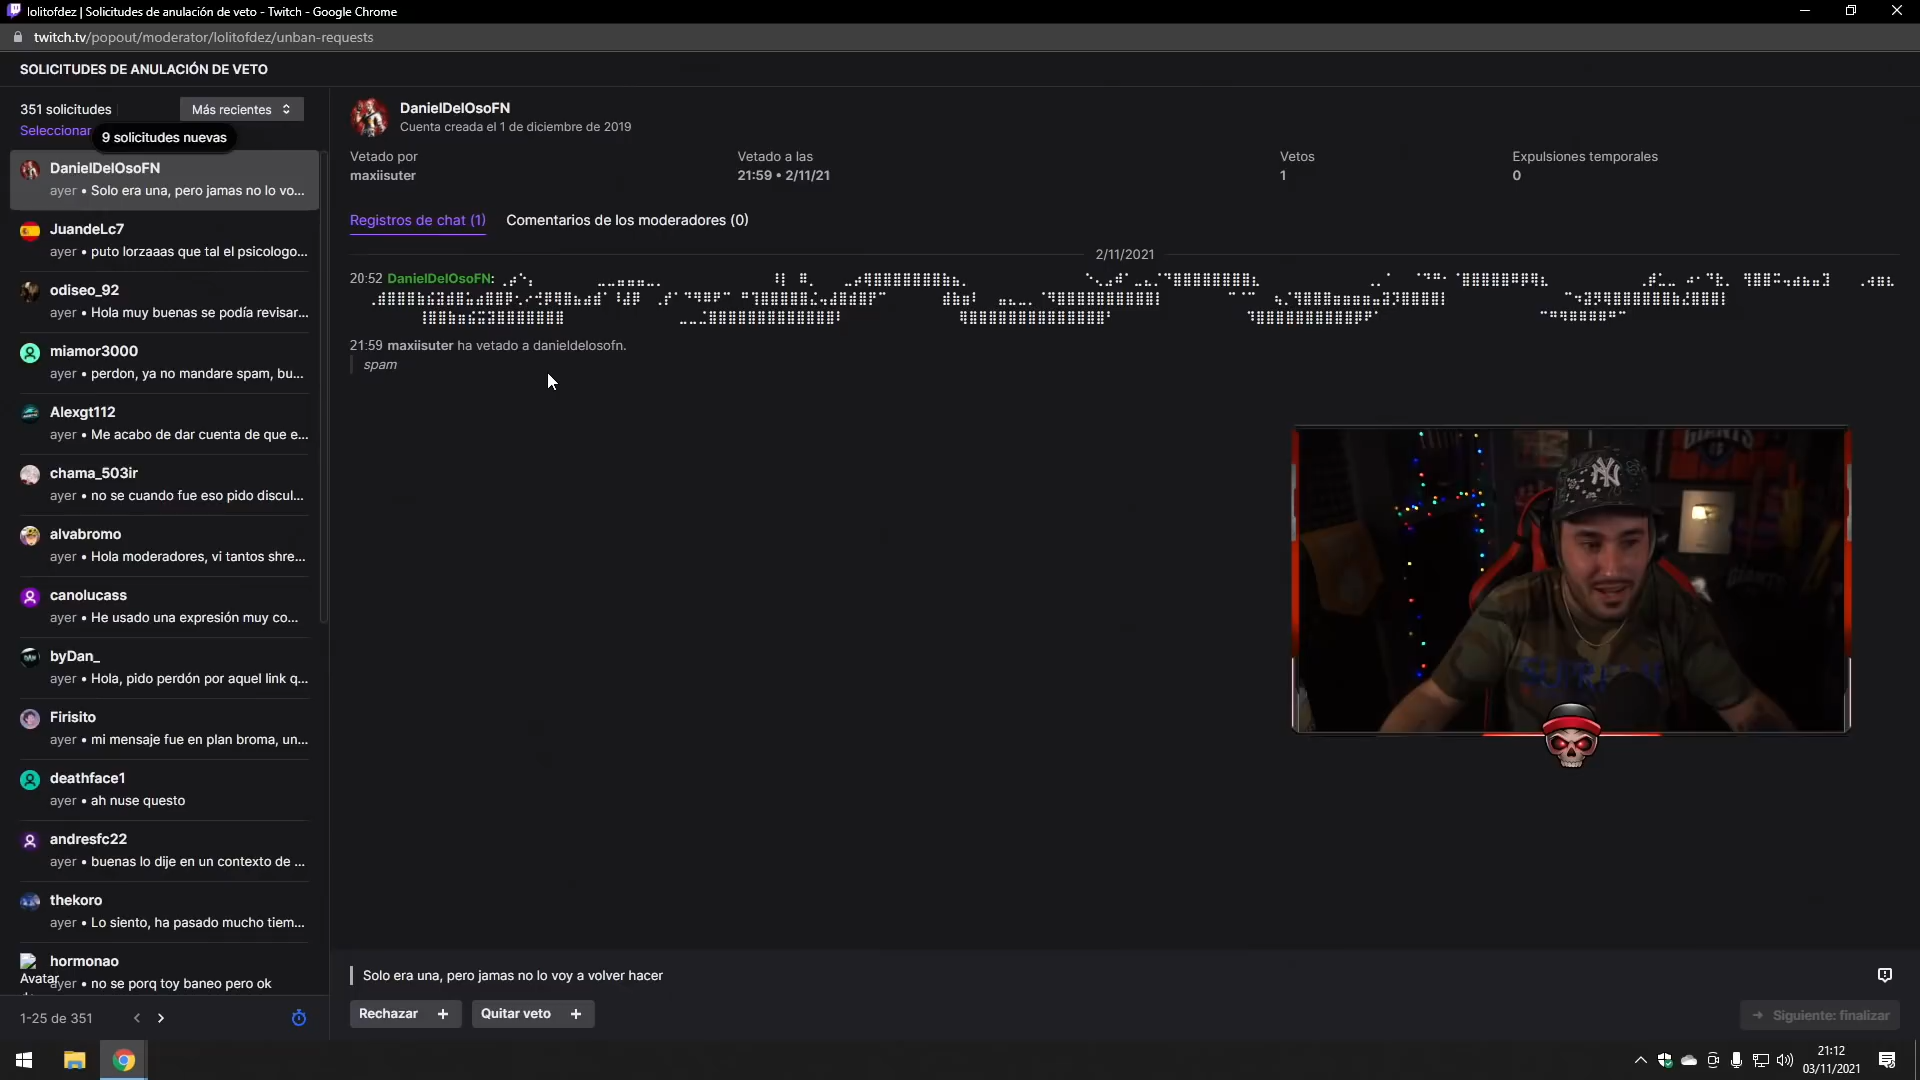 lolitofdez | Solicitudes de anulación de veto - Twitch - Google Chrome
twitch.tv/popout/moderator/lolitofdez/unban-requests
SOLICITUDES DE ANULACIÓN DE VETO
351 solicitudes
Más recientes
Seleccionar
9 solicitudes nuevas
DanielDelOsoFN
ayer • Solo era una, pero jamas no lo vo...
JuandeLc7
ayer • puto lorzaaas que tal el psicologo...
odiseo_92
ayer • Hola muy buenas se podía revisar...
miamor3000
ayer • perdon, ya no mandare spam, bu...
Alexgt112
ayer • Me acabo de dar cuenta de que e...
chama_503ir
ayer • no se cuando fue eso pido discul...
alvabromo
ayer • Hola moderadores, vi tantos shre...
canolucass
ayer • He usado una expresión muy co...
byDan_
ayer • Hola, pido perdón por aquel link q...
Firisito
ayer • mi mensaje fue en plan broma, un...
deathface1
ayer • ah nuse questo
andresfc22
ayer • buenas lo dije en un contexto de ...
thekoro
ayer • Lo siento, ha pasado mucho tiem...
hormonao
Avatar
ayer • no se porq toy baneo pero ok
1-25 de 351
DanielDelOsoFN
Cuenta creada el 1 de diciembre de 2019
Vetado por
maxiisuter
Vetado a las
21:59 • 2/11/21
Vetos
1
Expulsiones temporales
0
Registros de chat (1)
Comentarios de los moderadores (0)
2/11/2021
20:52 DanielDelOsoFN:
21:59 maxiisuter ha vetado a danieldelosofn.
spam
GIANTS
NY
Solo era una, pero jamas no lo voy a volver hacer
Rechazar +
Quitar veto +
Siguiente: finalizar
21:12
03/11/2021